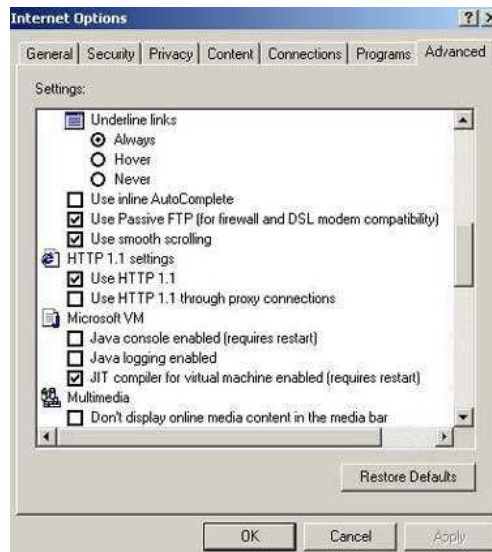 Internet Options
General Security Privacy Content Connections Programs Advanced
Settings:
Underline links
Always
Hover
Never
Use inline AutoComplete
Use Passive FTP (for firewall and DSL modem compatibility)
Use smooth scrolling
HTTP 1.1 settings
Use HTTP 1.1
Use HTTP 1.1 through proxy connections
Microsoft VM
Java console enabled (requires restart)
Java logging enabled
JIT compiler for virtual machine enabled (requires restart)
Multimedia
Don't display online media content in the media bar
Restore Defaults
OK Cancel Apply